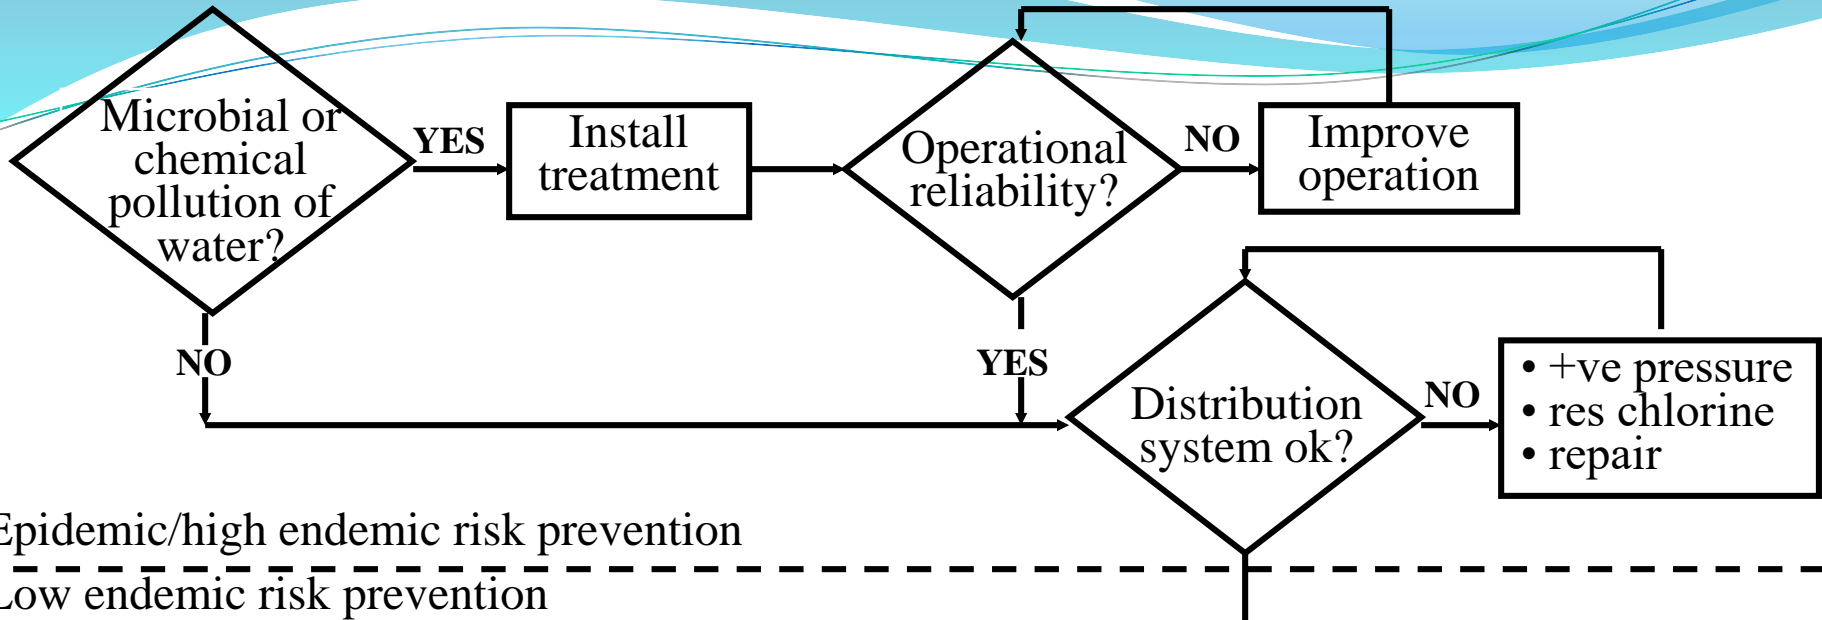 Microbial or
chemical
pollution of
water?
YES
Install
treatment
Operational
reliability?
NO
Improve
operation
NO
YES
Distribution
system ok?
NO
• +ve pressure
• res chlorine
• repair
Epidemic/high endemic risk prevention
Low endemic risk prevention